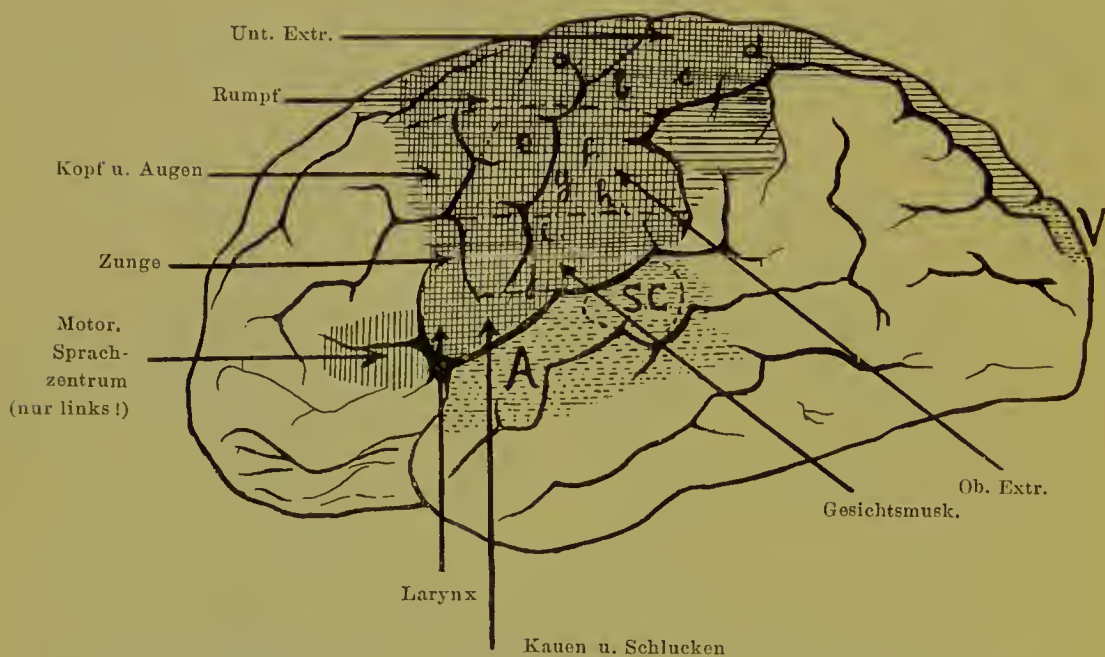 Unt. Extr.
Rumpf
Kopf u. Augen
Zunge
Motor.
Sprach-
zentrum
(nur links!)
Larynx
Kauen u. Schlucken
Gesichtsmusk.
Ob. Extr.
a
b
c
d
e
f
g
h
i
j
A
SC
V